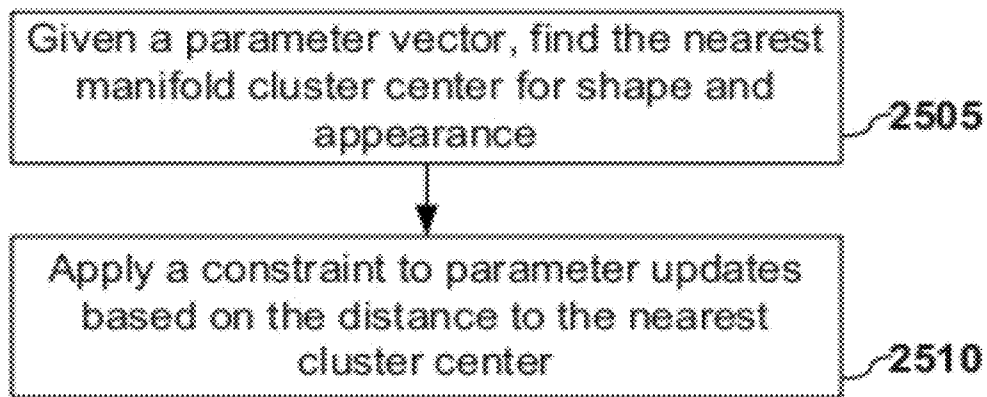 Given a parameter vector, find the nearest
manifold cluster center for shape and
appearance
2505
Apply a constraint to parameter updates
based on the distance to the nearest
cluster center
2510